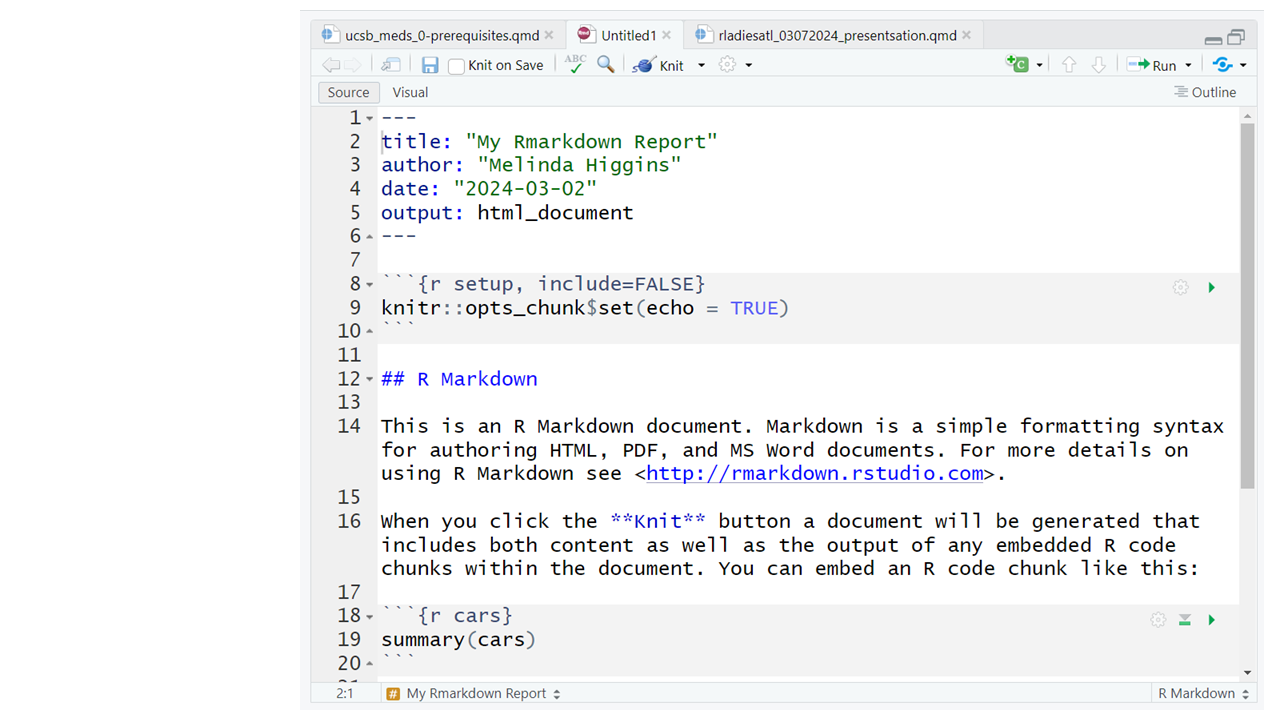 ucsb_meds_0-prerequisites.qmd Untitled1 rladiesatl_03072024_presentsation.qmd
Knit on Save ABC Knit C Run
Source Visual Outline
1 ---
2 title: "My Rmarkdown Report"
3 author: "Melinda Higgins"
4 date: "2024-03-02"
5 output: html_document
6 ---
7
8 ```{r setup, include=FALSE}
9 knitr::opts_chunk$set(echo = TRUE)
10 ```
11
12 ## R Markdown
13
14 This is an R Markdown document. Markdown is a simple formatting syntax
for authoring HTML, PDF, and MS Word documents. For more details on
using R Markdown see <http://rmarkdown.rstudio.com>.
15
16 When you click the **Knit** button a document will be generated that
includes both content as well as the output of any embedded R code
chunks within the document. You can embed an R code chunk like this:
17
18 ```{r cars}
19 summary(cars)
20 ```
21
2:1 # My Rmarkdown Report R Markdown